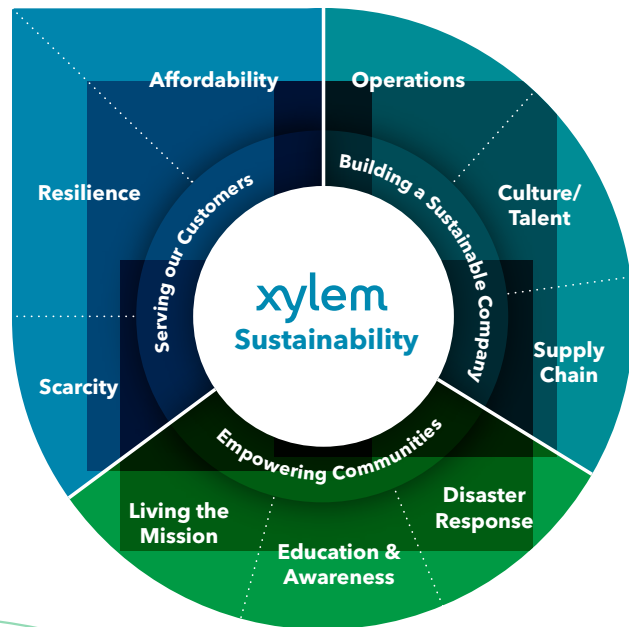 Affordability
Operations
Resilience
Culture/
Talent
Serving our Customers
Building a Sustainable Company
xylem
Sustainability
Scarcity
Supply
Chain
Empowering Communities
Living the
Mission
Education &
Awareness
Disaster
Response